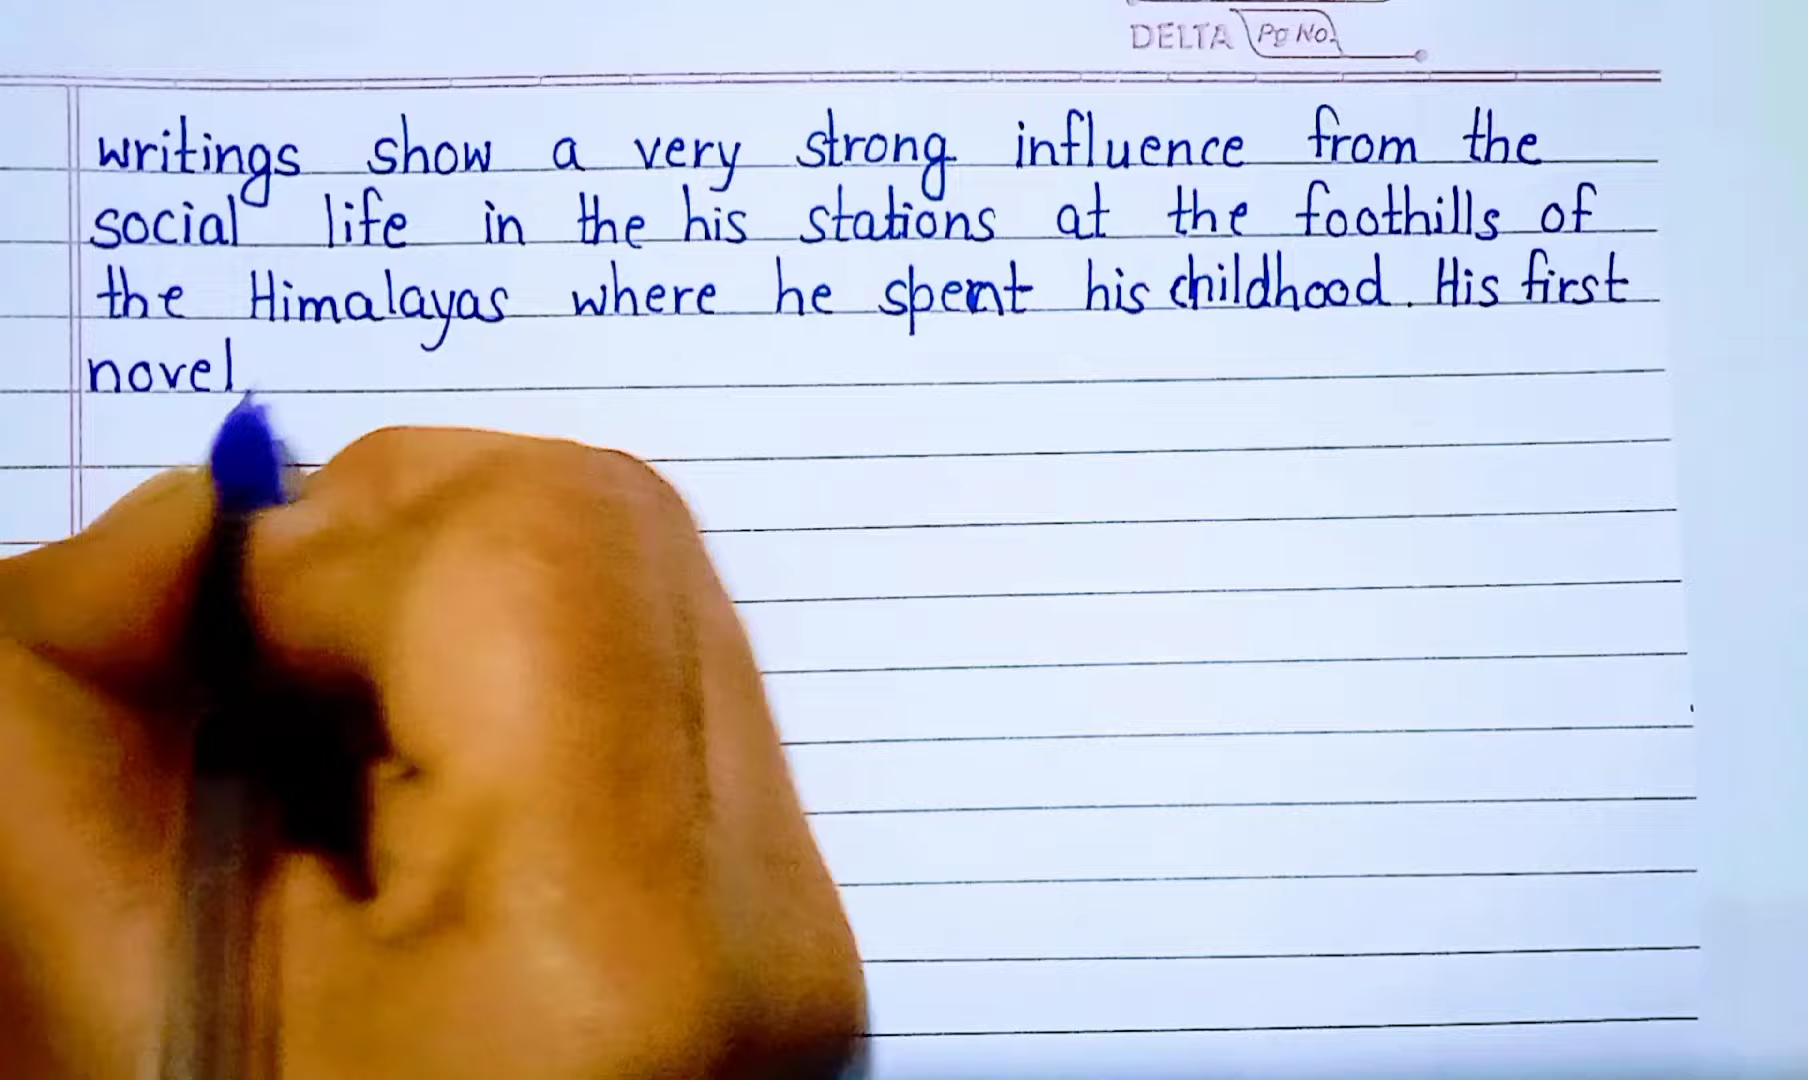 DELTA Pg No.
writings show a very strong influence from the
social life in the his stations at the foothills of
the Himalayas where he spent his childhood. His first
novel